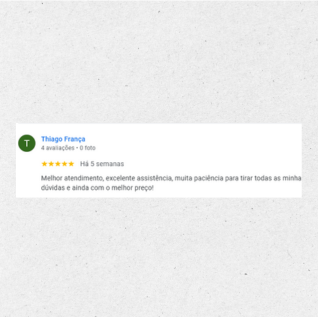 T
Thiago França
4 avaliações • 0 foto
★★★★★ Há 5 semanas
Melhor atendimento, excelente assistência, muita paciência para tirar todas as minha
dúvidas e ainda com o melhor preço!